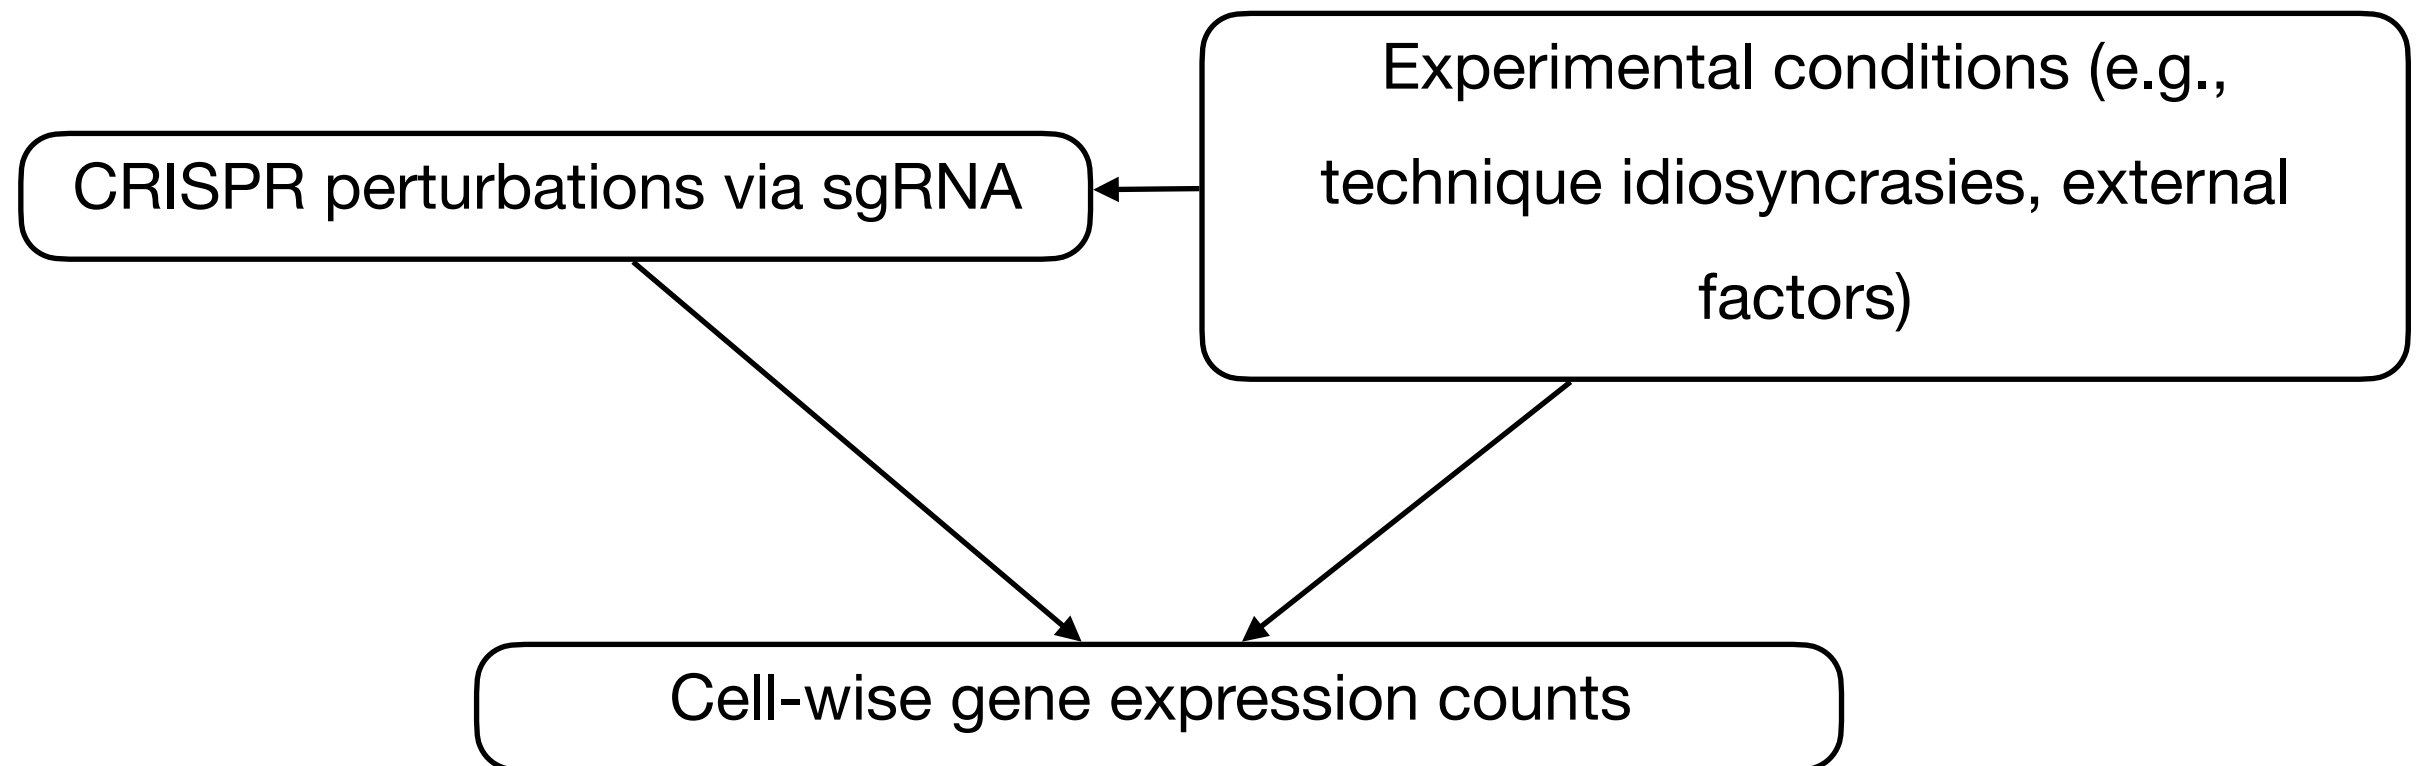 CRISPR perturbations via sgRNA
Experimental conditions (e.g.,
technique idiosyncrasies, external
factors)
Cell-wise gene expression counts